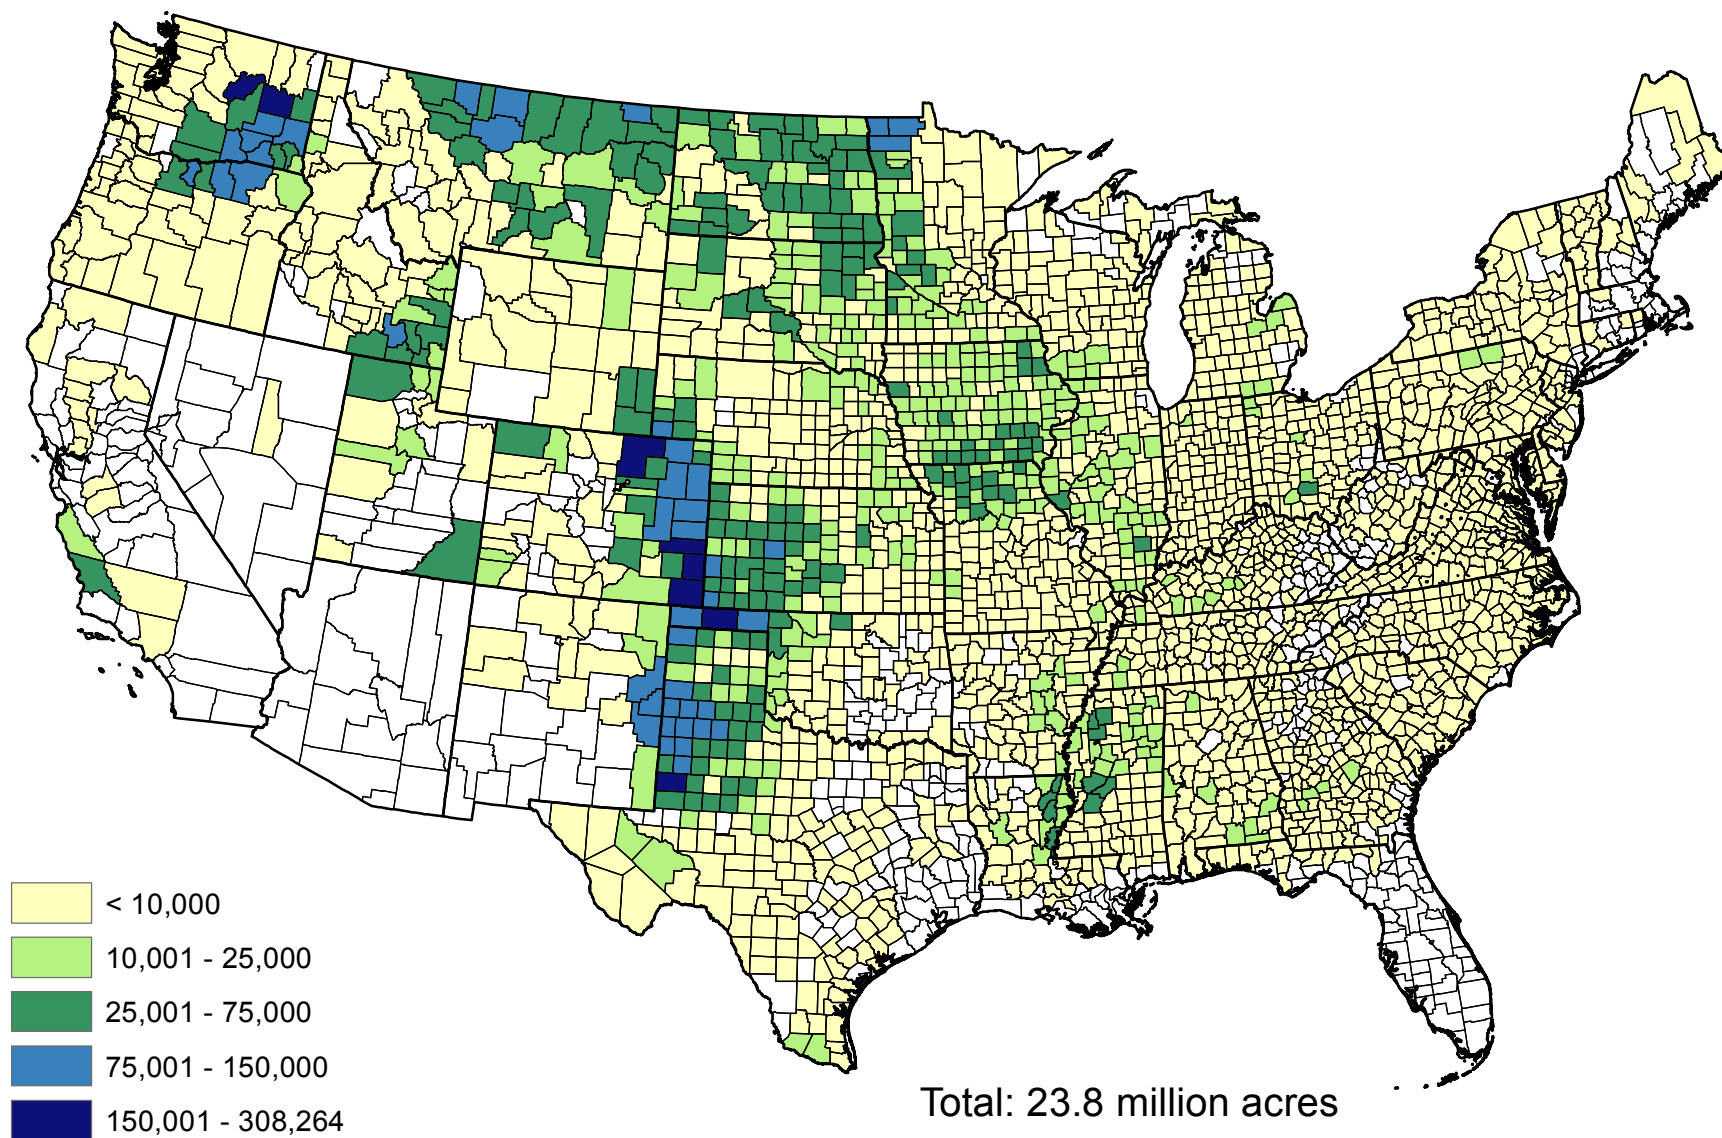 < 10,000
10,001 - 25,000
25,001 - 75,000
75,001 - 150,000
150,001 - 308,264
Total: 23.8 million acres